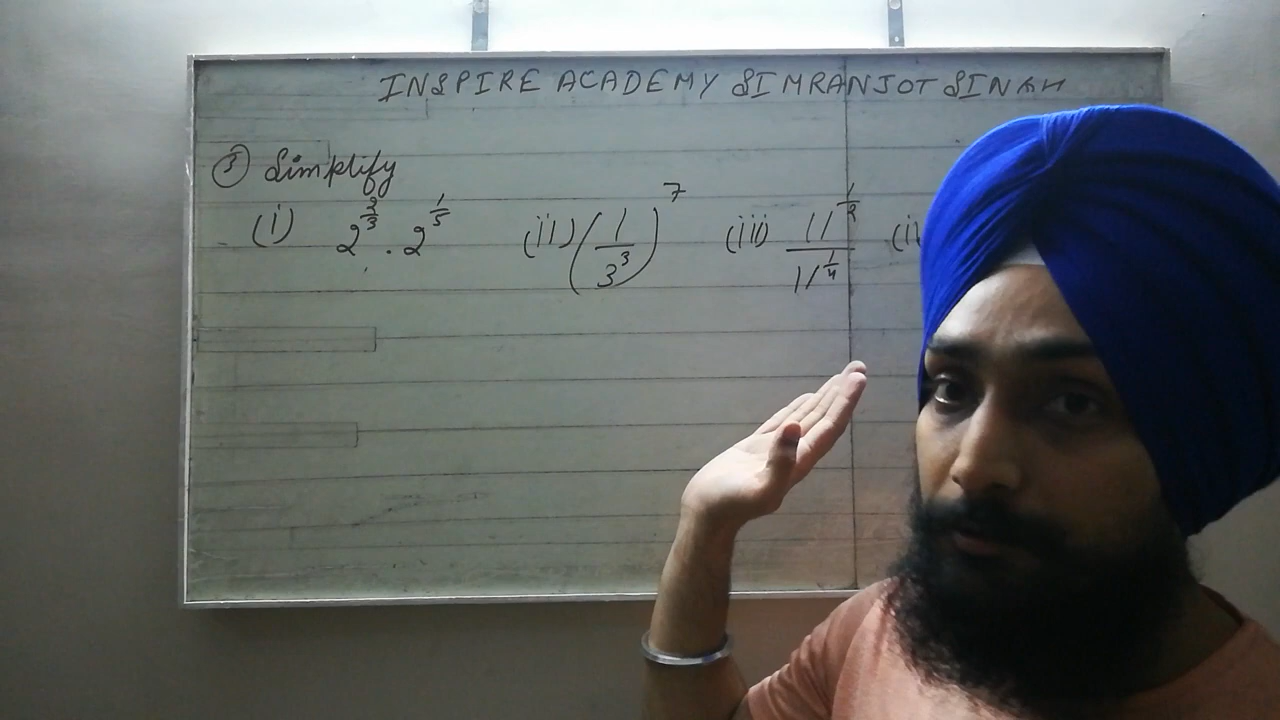 INSPIRE ACADEMY SIMRANJOT SINGH
③ Simplify
(i) 2^(2/3) . 2^(1/5) (ii) (1/3^3)^7 (iii) 11^(1/2) / 11^(1/4) (i